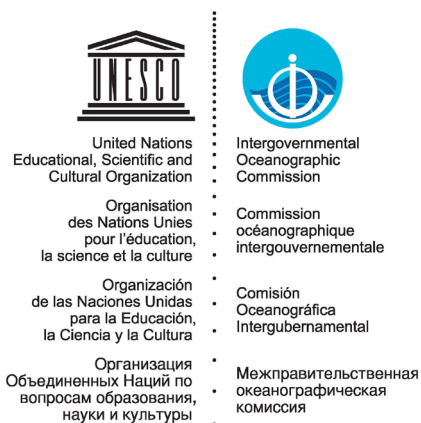 UNESCO
United Nations
Educational, Scientific and
Cultural Organization
Organisation
des Nations Unies
pour l'éducation,
la science et la culture
Organización
de las Naciones Unidas
para la Educación,
la Ciencia y la Cultura
Организация
Объединенных Наций по
вопросам образования,
науки и культуры
Intergovernmental
Oceanographic
Commission
Commission
océanographique
intergouvernementale
Comisión
Oceanográfica
Intergubernamental
Межправительственная
океанографическая
комиссия